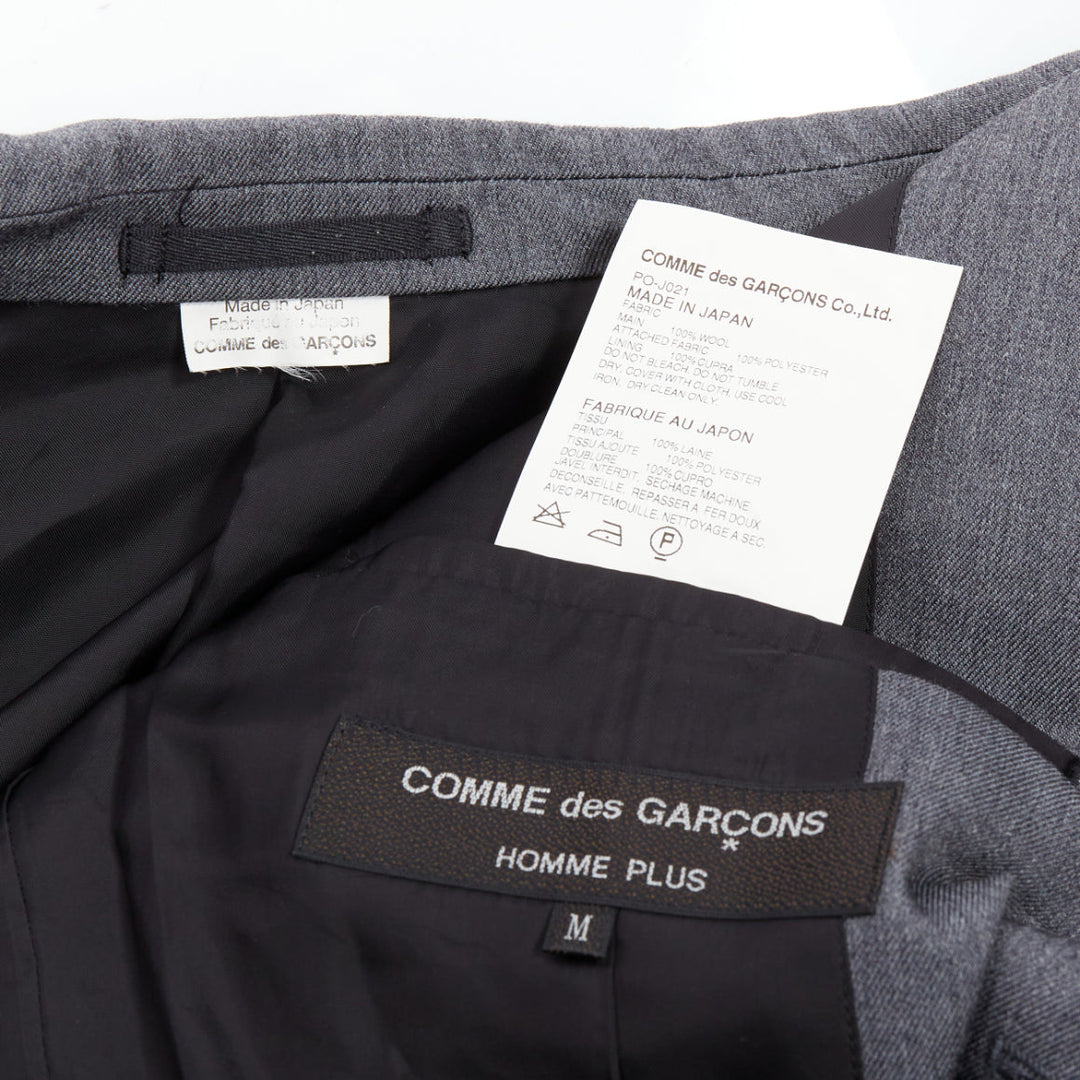 Made in Japan
Fabriqué au Japon
COMME des GARÇONS
COMME des GARÇONS Co.,Ltd.
PO-J021
MADE IN JAPAN
FABRIC
MAIN 100% WOOL
ATTACHED FABRIC 100% POLYESTER
LINING 100% CUPRA
DO NOT BLEACH. DO NOT TUMBLE
DRY. COVER WITH CLOTH. USE COOL
IRON, DRY CLEAN ONLY.
FABRIQUE AU JAPON
TISSU
PRINCIPAL 100% LAINE
TISSU AJOUTE 100% POLYESTER
DOUBLURE 100% CUPRO
JAVEL INTERDIT, SECHAGE MACHINE
DECONSEILLE, REPASSER A FER DOUX
AVEC PATTEMOUILLE, NETTOYAGE A SEC.
P
COMME des GARÇONS
HOMME PLUS
M